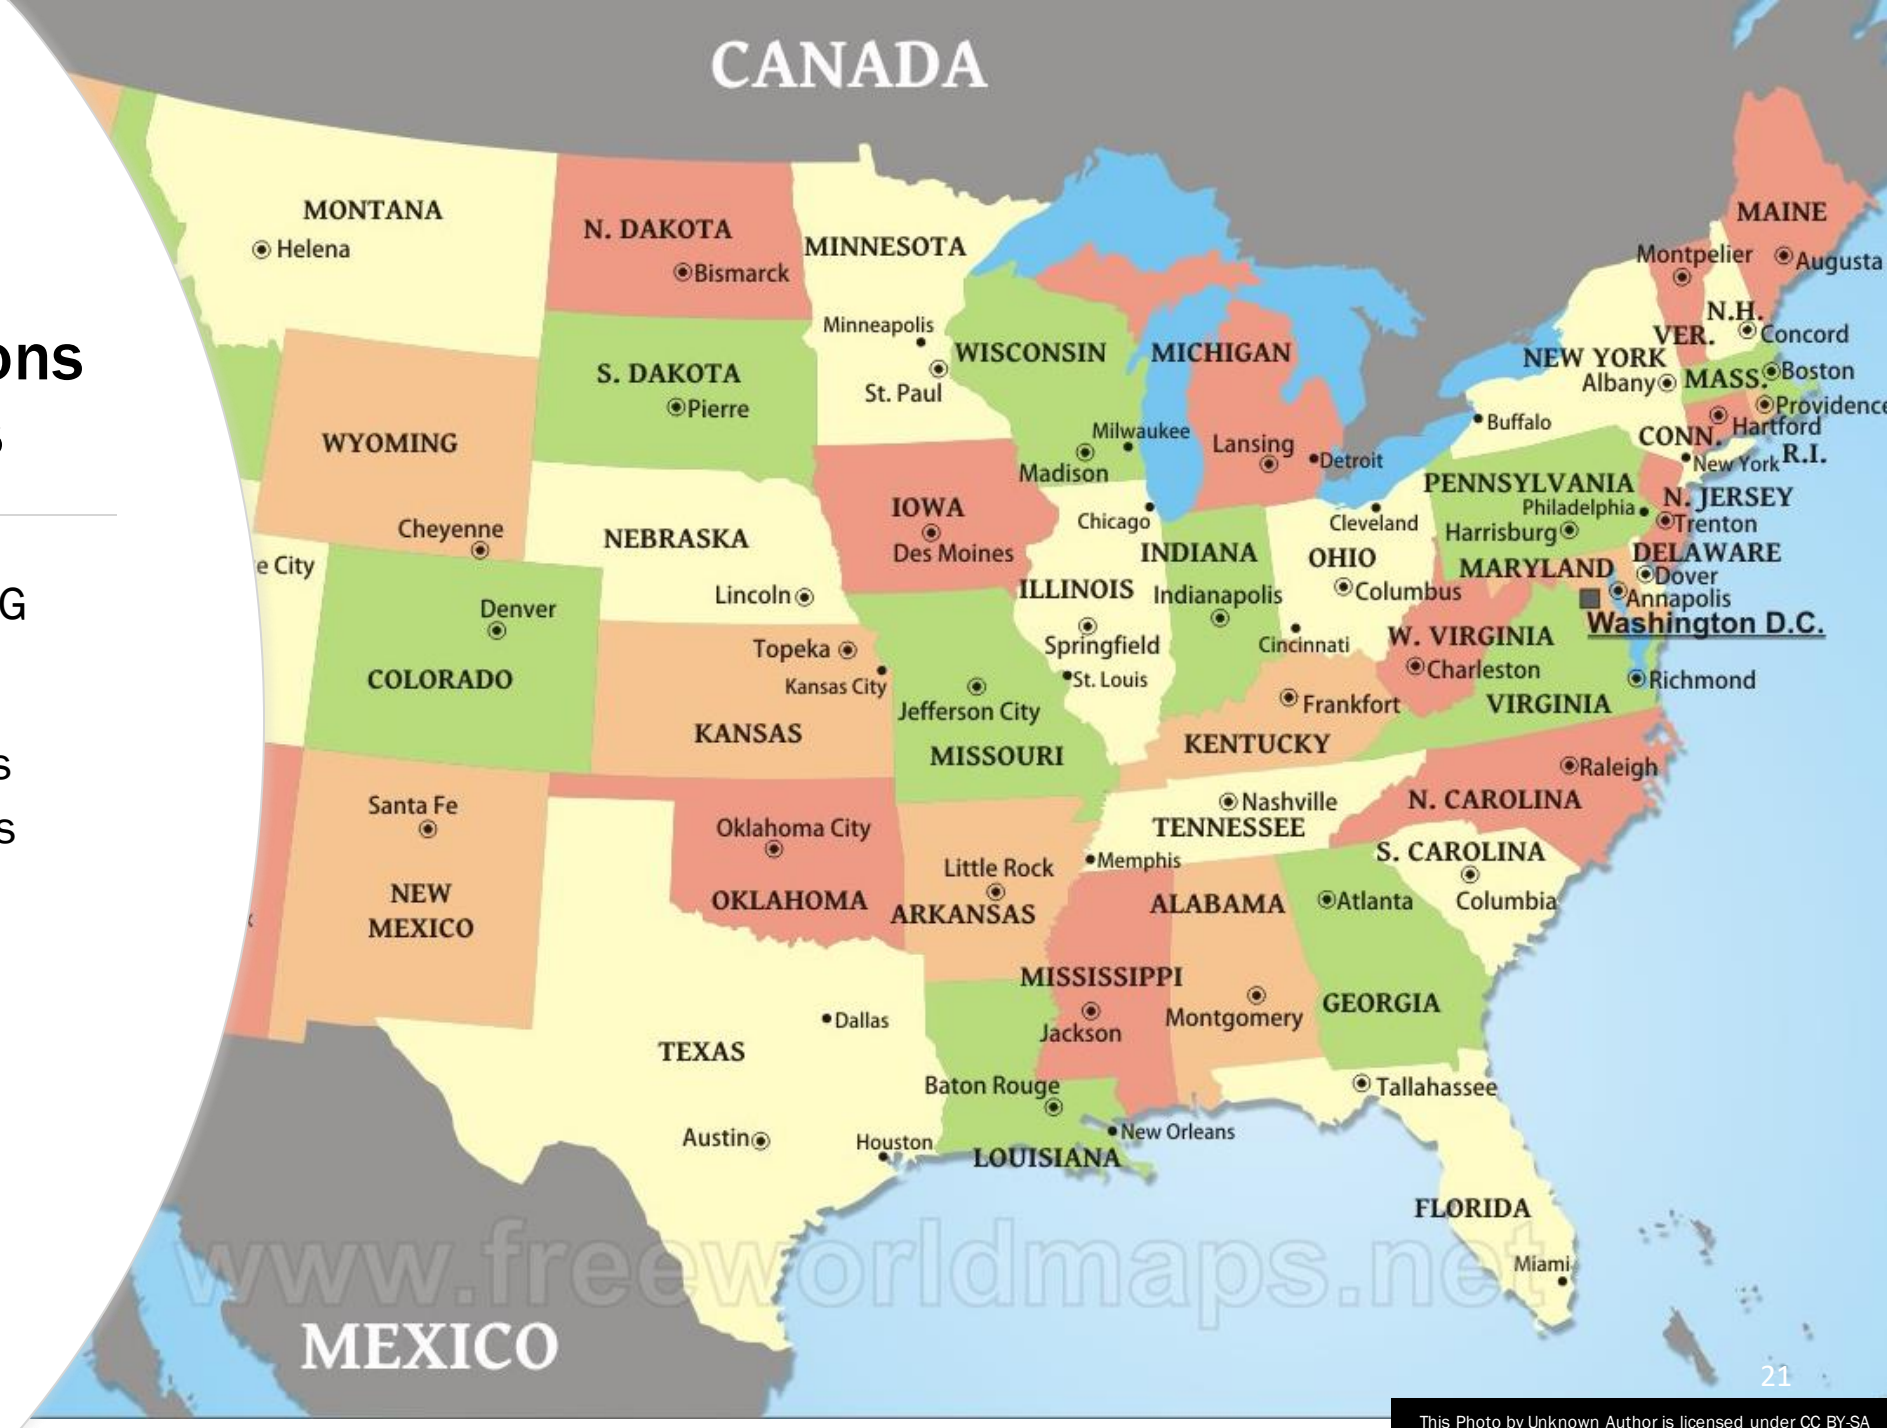 ons
G
s
s
CANADA
MONTANA
Helena
N. DAKOTA
Bismarck
MINNESOTA
Minneapolis
St. Paul
S. DAKOTA
Pierre
WISCONSIN
Milwaukee
Madison
MICHIGAN
Lansing
Detroit
MAINE
Augusta
Montpelier
N.H.
Concord
VER.
NEW YORK
Albany
MASS.
Boston
Providence
Buffalo
Hartford
CONN.
R.I.
New York
WYOMING
Cheyenne
e City
NEBRASKA
Lincoln
IOWA
Des Moines
Chicago
ILLINOIS
Springfield
INDIANA
Indianapolis
Cleveland
OHIO
Columbus
Cincinnati
PENNSYLVANIA
Philadelphia
Harrisburg
N. JERSEY
Trenton
DELAWARE
Dover
MARYLAND
Annapolis
Washington D.C.
W. VIRGINIA
Charleston
Richmond
VIRGINIA
Denver
COLORADO
Topeka
Kansas City
KANSAS
St. Louis
Jefferson City
MISSOURI
Frankfort
KENTUCKY
Raleigh
N. CAROLINA
Nashville
TENNESSEE
Memphis
S. CAROLINA
Columbia
Santa Fe
NEW
MEXICO
Oklahoma City
OKLAHOMA
Little Rock
ARKANSAS
ALABAMA
Montgomery
Atlanta
GEORGIA
MISSISSIPPI
Jackson
Dallas
TEXAS
Austin
Houston
Baton Rouge
New Orleans
LOUISIANA
Tallahassee
FLORIDA
Miami
www.freeworldmaps.net
MEXICO
21
This Photo by Unknown Author is licensed under CC BY-SA